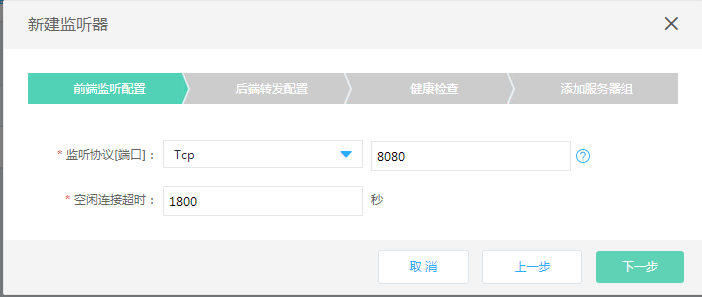 新建监听器
前端监听配置 后端转发配置 健康检查 添加服务器组
* 监听协议[端口]： Tcp 8080 ?
* 空闲连接超时： 1800 秒
取 消 上一步 下一步